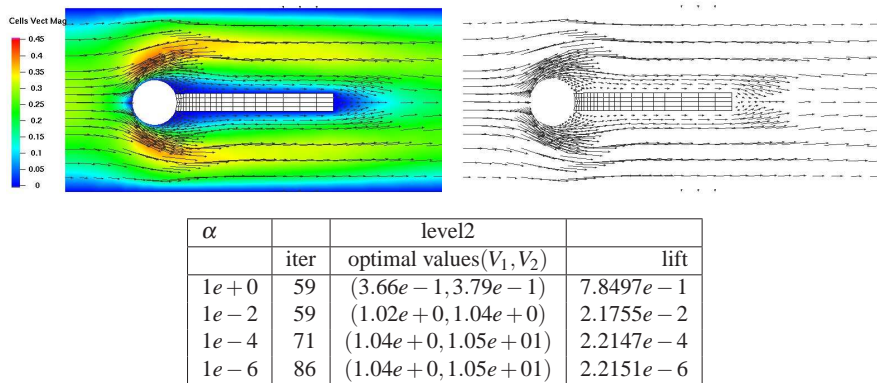 Cells Vect Mag
0.45
0.4
0.35
0.3
0.25
0.2
0.15
0.1
0.05
0
α level2
iter optimal values(V₁,V₂) lift
1e+0 59 (3.66e−1,3.79e−1) 7.8497e−1
1e−2 59 (1.02e+0,1.04e+0) 2.1755e−2
1e−4 71 (1.04e+0,1.05e+01) 2.2147e−4
1e−6 86 (1.04e+0,1.05e+01) 2.2151e−6